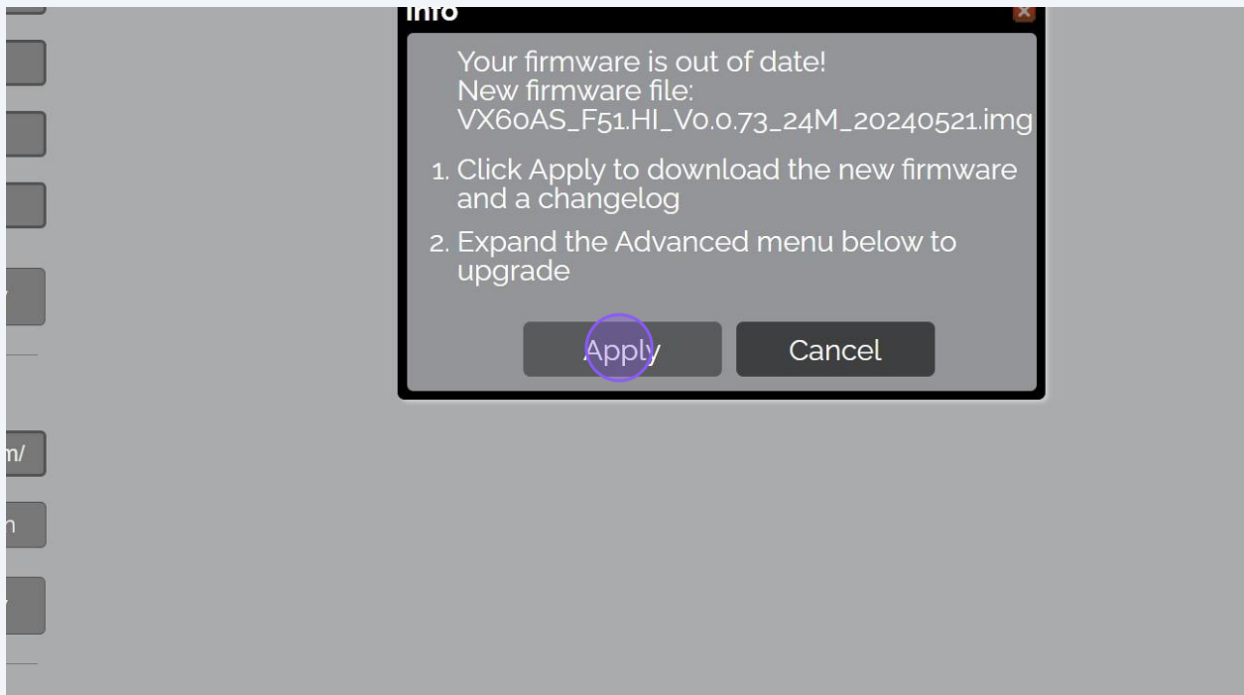 Info
Your firmware is out of date!
New firmware file:
VX60AS_F51.HI_V0.0.73_24M_20240521.img
1. Click Apply to download the new firmware
and a changelog
2. Expand the Advanced menu below to
upgrade
Apply
Cancel
m/
n